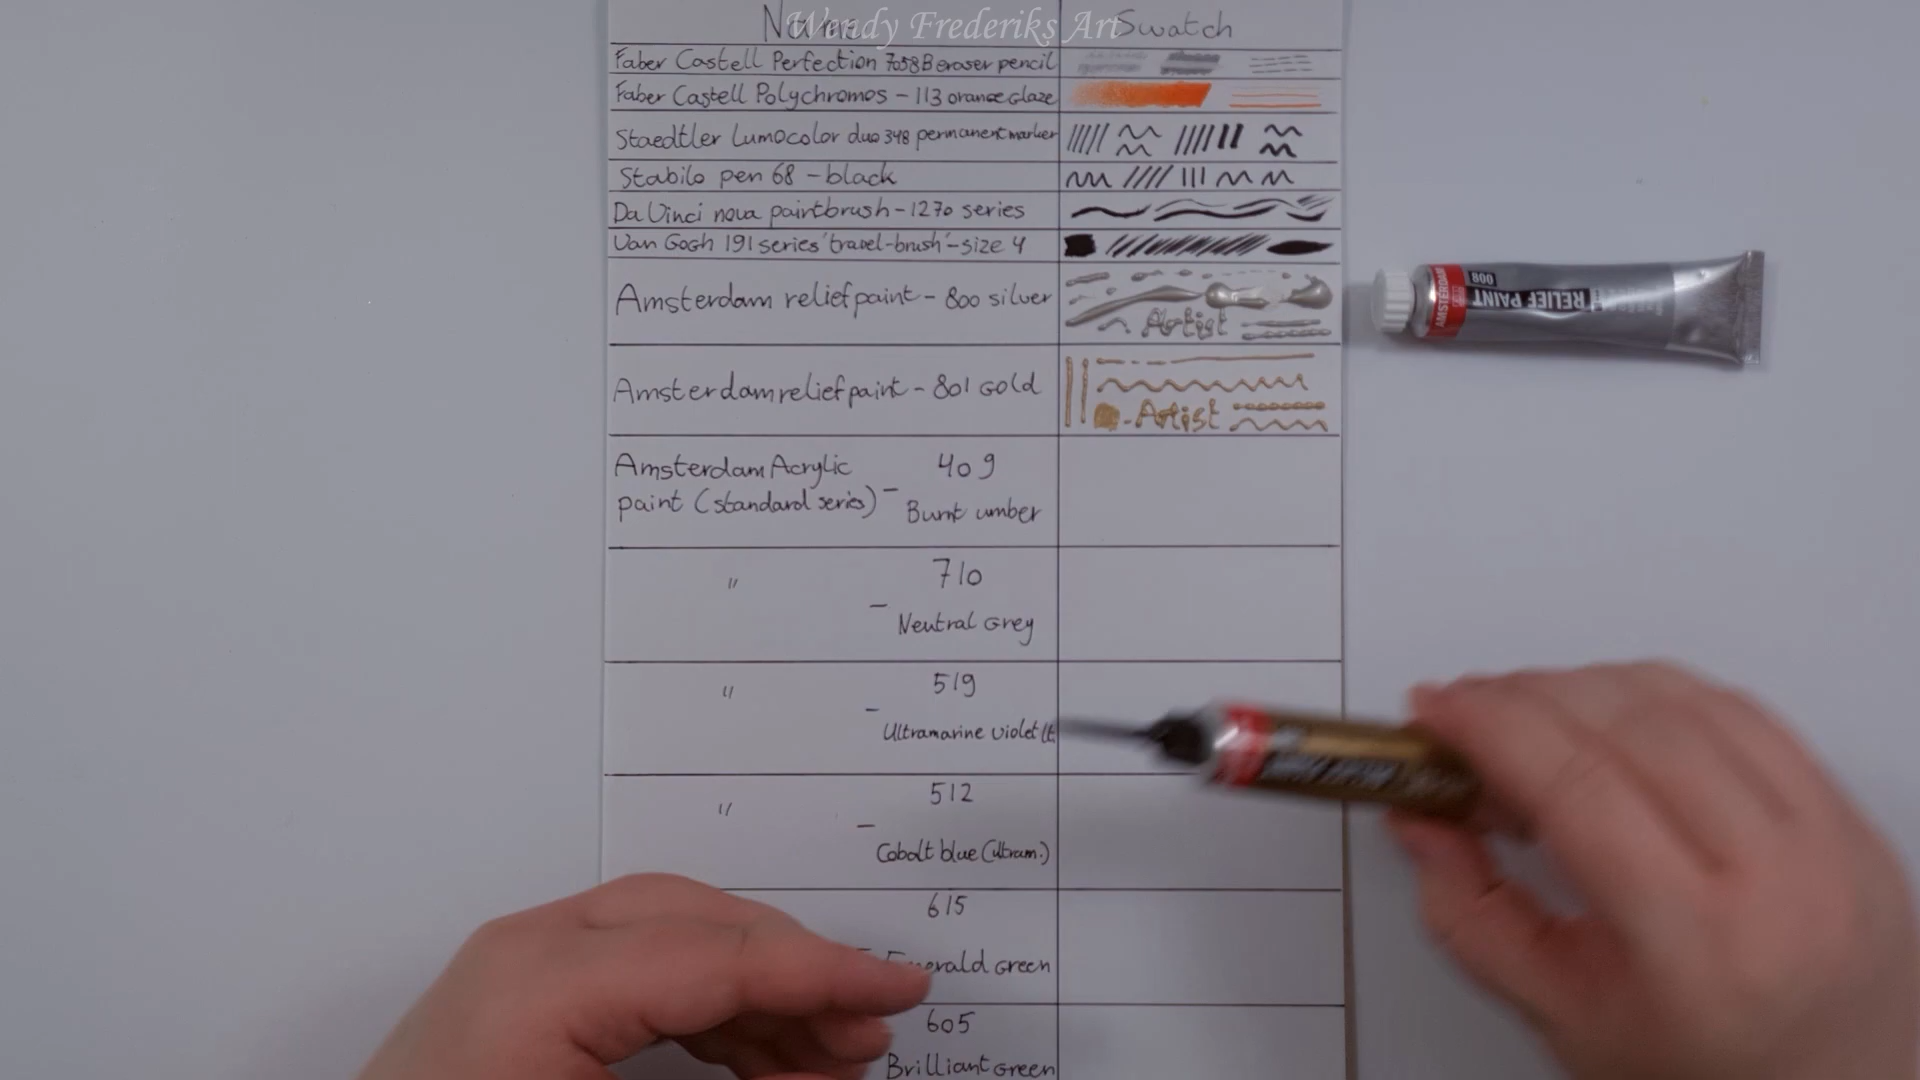 Name Swatch
Wendy Frederiks Art
Faber Castell Perfection 7058B eraser pencil
Faber Castell Polychromos - 113 orange Glaze
Staedtler Lumocolor duo 348 permanent marker
Stabilo pen 68 - black
Da Vinci nova paintbrush - 1270 series
Van Gogh 191 series 'travel-brush' - size 4
Amsterdam relief paint - 800 silver
Artist
800
AMSTERDAM RELIEF PAINT
Amsterdam relief paint - 801 Gold
Artist
Amsterdam Acrylic 409
paint (standard series) - Burnt umber
" 710
- Neutral Grey
" 519
- Ultramarine violet lt.
" 512
- Cobalt blue (ultram.)
615
- Emerald Green
605
Brilliant Green